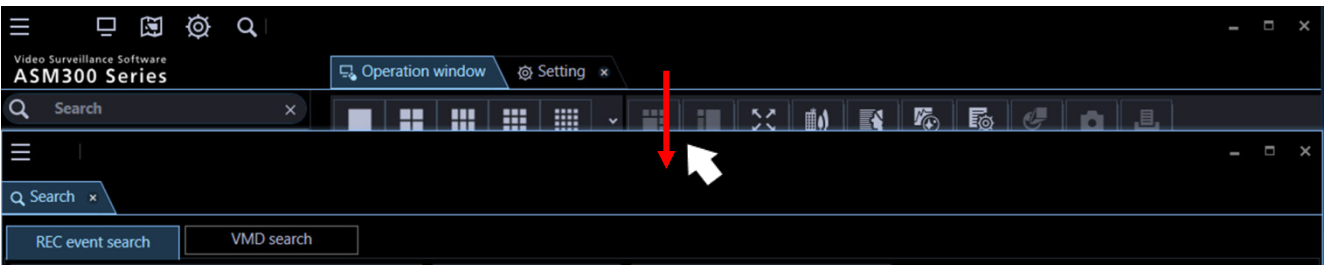 Video Surveillance Software
ASM300 Series
Operation window
Setting
Search
Search
REC event search
VMD search